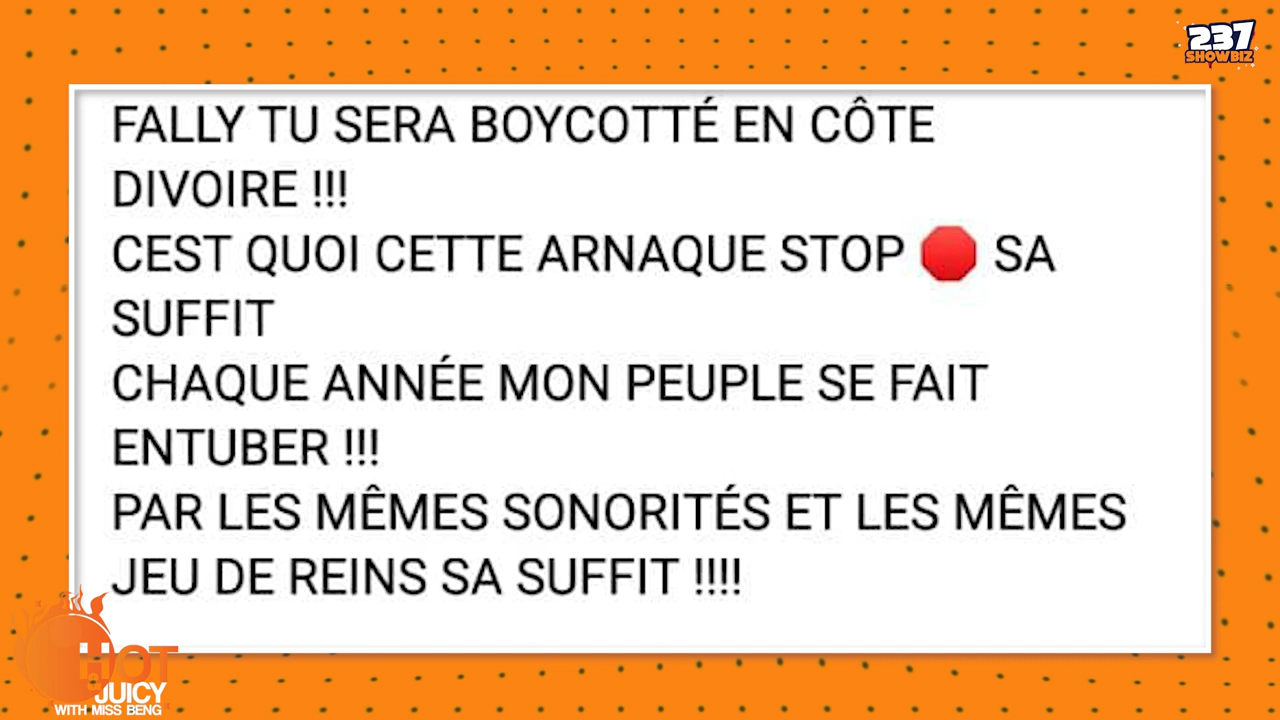 237
SHOWBIZ
FALLY TU SERA BOYCOTTÉ EN CÔTE
DIVOIRE !!!
CEST QUOI CETTE ARNAQUE STOP 🛑 SA
SUFFIT
CHAQUE ANNÉE MON PEUPLE SE FAIT
ENTUBER !!!
PAR LES MÊMES SONORITÉS ET LES MÊMES
JEU DE REINS SA SUFFIT !!!!
HOT
JUICY
WITH MISS BENG